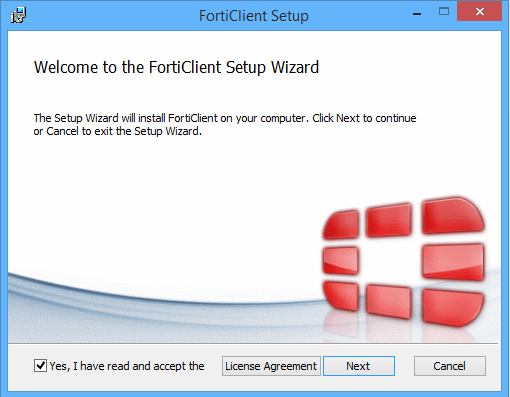 FortiClient Setup
Welcome to the FortiClient Setup Wizard
The Setup Wizard will install FortiClient on your computer. Click Next to continue
or Cancel to exit the Setup Wizard.
Yes, I have read and accept the License Agreement Next Cancel